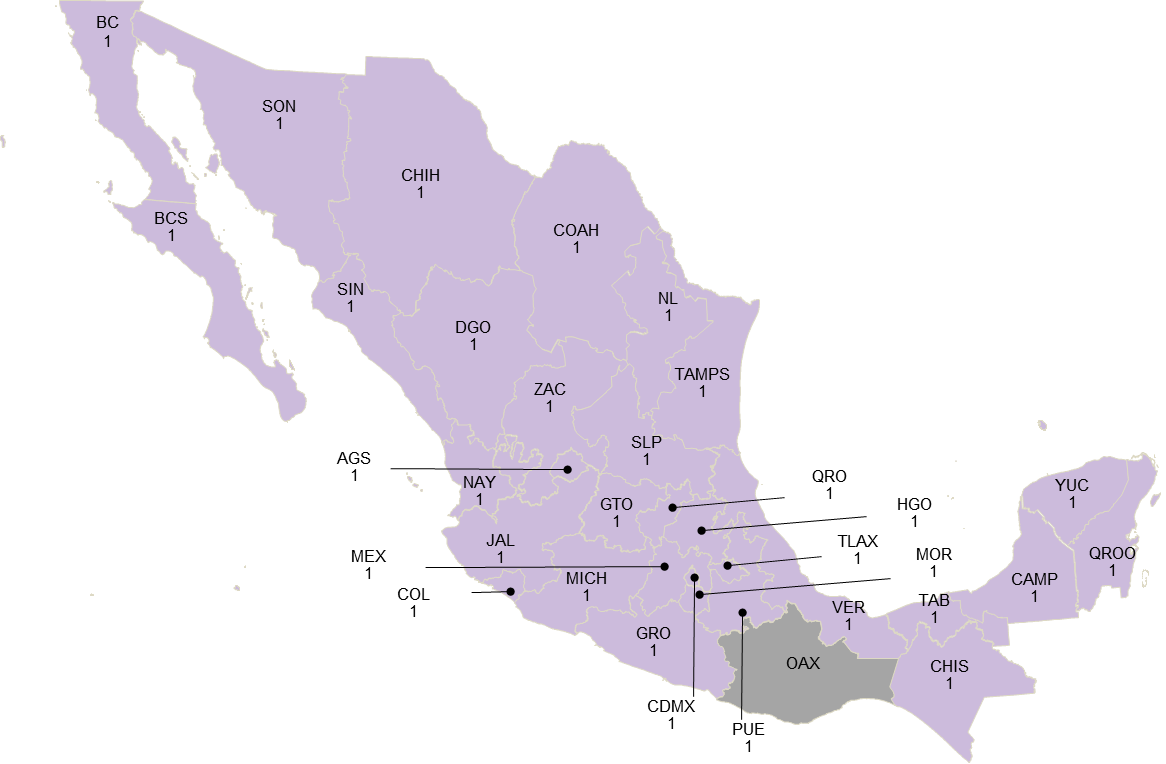 BC
1
SON
1
CHIH
1
BCS
1
COAH
1
SIN
1
NL
1
DGO
1
TAMPS
1
ZAC
1
SLP
1
AGS
1
NAY
1
QRO
1
YUC
1
GTO
1
HGO
1
JAL
1
TLAX
1
MEX
1
MOR
1
QROO
1
MICH
1
CAMP
1
COL
1
VER
1
TAB
1
GRO
1
OAX
CHIS
1
CDMX
1
PUE
1